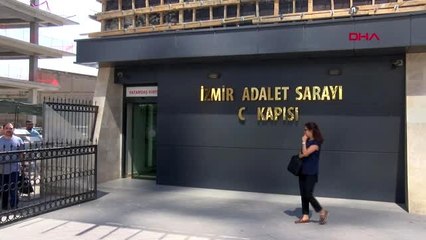 DHA
İZMİR ADALET SARAYI
C KAPISI